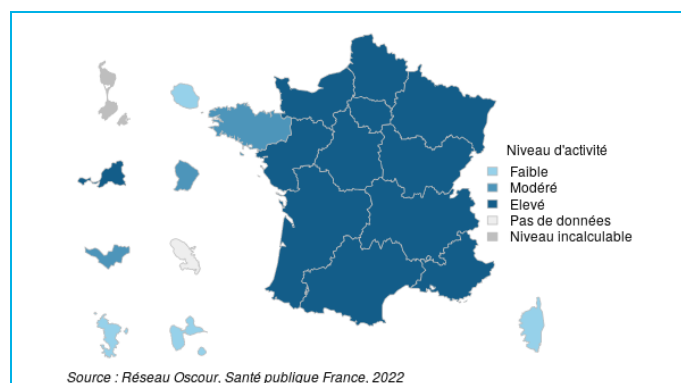 Niveau d'activité
Faible
Modéré
Elevé
Pas de données
Niveau incalculable
Source : Réseau Oscour, Santé publique France, 2022